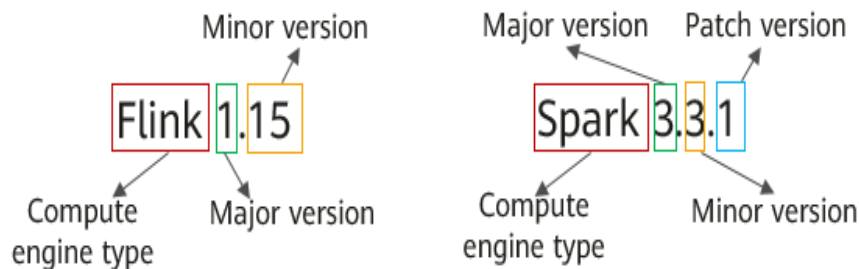 Minor version
Flink 1.15
Compute
engine type
Major version
Major version
Patch version
Spark 3.3.1
Compute
engine type
Minor version